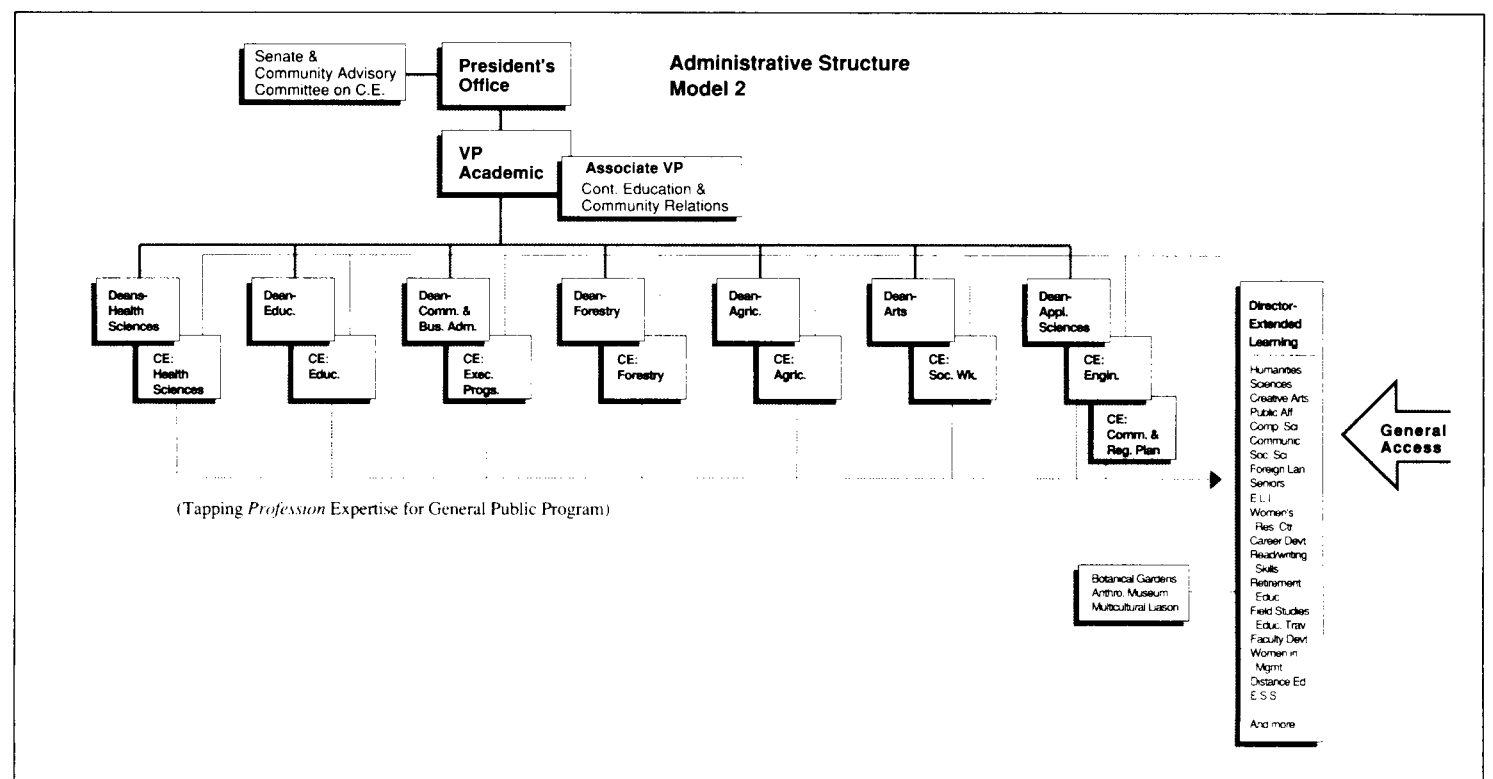 Senate &
Community Advisory
Committee on C.E.
President's
Office
Administrative Structure
Model 2
VP
Academic
Associate VP
Cont. Education &
Community Relations
Deans-
Health
Sciences
CE:
Health
Sciences
Dean-
Educ.
CE:
Educ.
Dean-
Comm. &
Bus. Adm.
CE:
Exec.
Progs.
Dean-
Forestry
CE:
Forestry
Dean-
Agric.
CE:
Agric.
Dean-
Arts
CE:
Soc. Wk.
Dean-
Appl.
Sciences
CE:
Engin.
CE:
Comm. &
Reg. Plan
(Tapping Profession Expertise for General Public Program)
Botanical Gardens
Anthro. Museum
Multicultural Liason
Director-
Extended
Learning
Humanities
Sciences
Creative Arts
Public Aff
Comp. Sci
Communic
Soc. Sci
Foreign Lan
Seniors
E L I
Women's
Res. Ctr
Career Devt
Read/writing
Skills
Retirement
Educ
Field Studies
Educ. Trav
Faculty Devt
Women in
Mgmt
Distance Ed
E S S
And more
General
Access